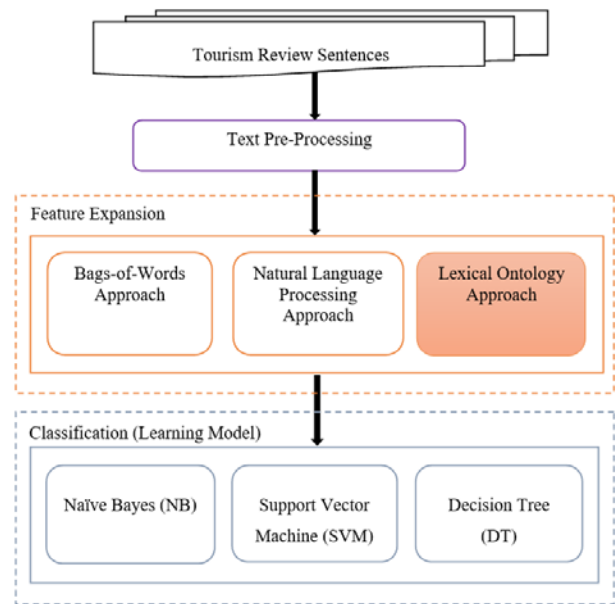 Tourism Review Sentences
Text Pre-Processing
Feature Expansion
Bags-of-Words
Approach
Natural Language
Processing
Approach
Lexical Ontology
Approach
Classification (Learning Model)
Naïve Bayes (NB)
Support Vector
Machine (SVM)
Decision Tree
(DT)